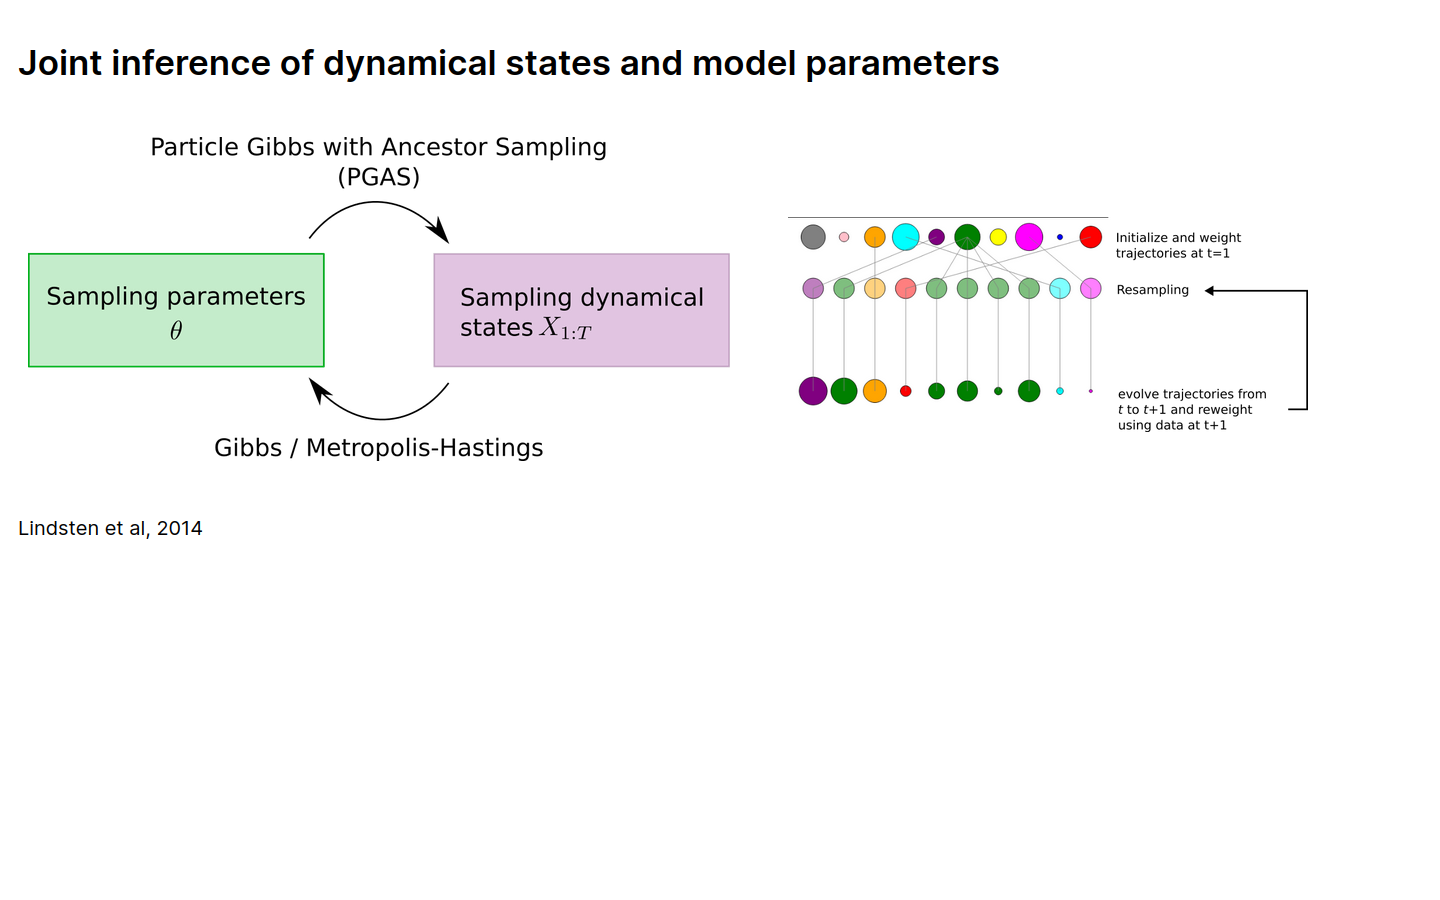 Joint inference of dynamical states and model parameters
Particle Gibbs with Ancestor Sampling
(PGAS)
Sampling parameters
θ
Sampling dynamical
states X_{1:T}
Gibbs / Metropolis-Hastings
Initialize and weight
trajectories at t=1
Resampling
evolve trajectories from
t to t+1 and reweight
using data at t+1
Lindsten et al, 2014